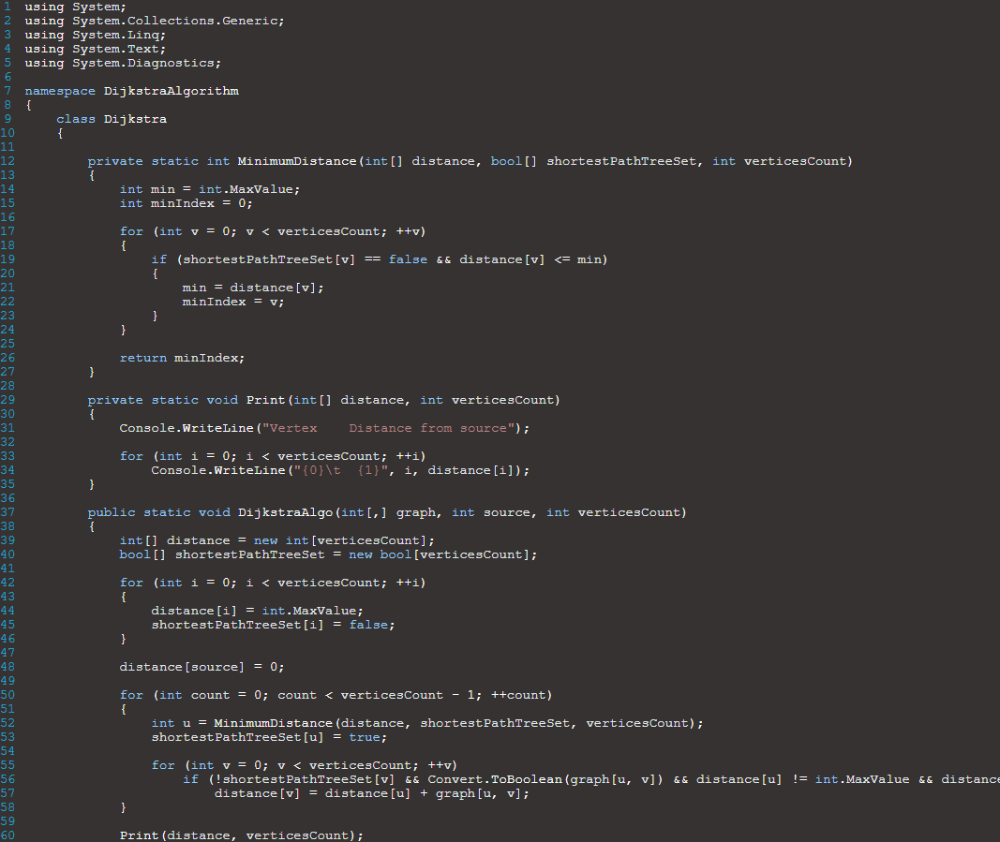 1 using System;
2 using System.Collections.Generic;
3 using System.Linq;
4 using System.Text;
5 using System.Diagnostics;
6
7 namespace DijkstraAlgorithm
8 {
9     class Dijkstra
10     {
11
12         private static int MinimumDistance(int[] distance, bool[] shortestPathTreeSet, int verticesCount)
13         {
14             int min = int.MaxValue;
15             int minIndex = 0;
16
17             for (int v = 0; v < verticesCount; ++v)
18             {
19                 if (shortestPathTreeSet[v] == false && distance[v] <= min)
20                 {
21                     min = distance[v];
22                     minIndex = v;
23                 }
24             }
25
26             return minIndex;
27         }
28
29         private static void Print(int[] distance, int verticesCount)
30         {
31             Console.WriteLine("Vertex    Distance from source");
32
33             for (int i = 0; i < verticesCount; ++i)
34                 Console.WriteLine("{0}\t  {1}", i, distance[i]);
35         }
36
37         public static void DijkstraAlgo(int[,] graph, int source, int verticesCount)
38         {
39             int[] distance = new int[verticesCount];
40             bool[] shortestPathTreeSet = new bool[verticesCount];
41
42             for (int i = 0; i < verticesCount; ++i)
43             {
44                 distance[i] = int.MaxValue;
45                 shortestPathTreeSet[i] = false;
46             }
47
48             distance[source] = 0;
49
50             for (int count = 0; count < verticesCount - 1; ++count)
51             {
52                 int u = MinimumDistance(distance, shortestPathTreeSet, verticesCount);
53                 shortestPathTreeSet[u] = true;
54
55                 for (int v = 0; v < verticesCount; ++v)
56                     if (!shortestPathTreeSet[v] && Convert.ToBoolean(graph[u, v]) && distance[u] != int.MaxValue && distance
57                         distance[v] = distance[u] + graph[u, v];
58             }
59
60             Print(distance, verticesCount);